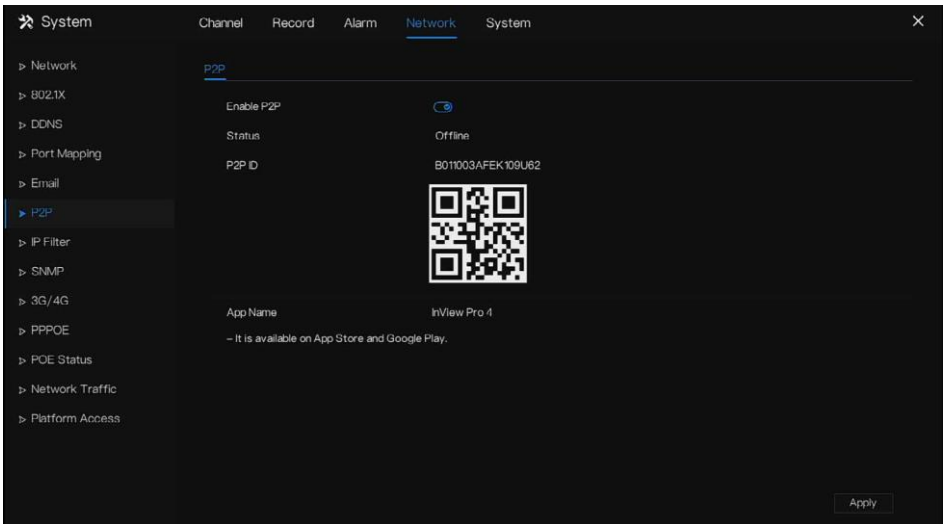 System
Channel Record Alarm Network System
Network
802.1X
DDNS
Port Mapping
Email
P2P
IP Filter
SNMP
3G/4G
PPPOE
POE Status
Network Traffic
Platform Access
P2P
Enable P2P
Status Offline
P2P ID B011003AFEK109U62
App Name InView Pro 4
– It is available on App Store and Google Play.
Apply